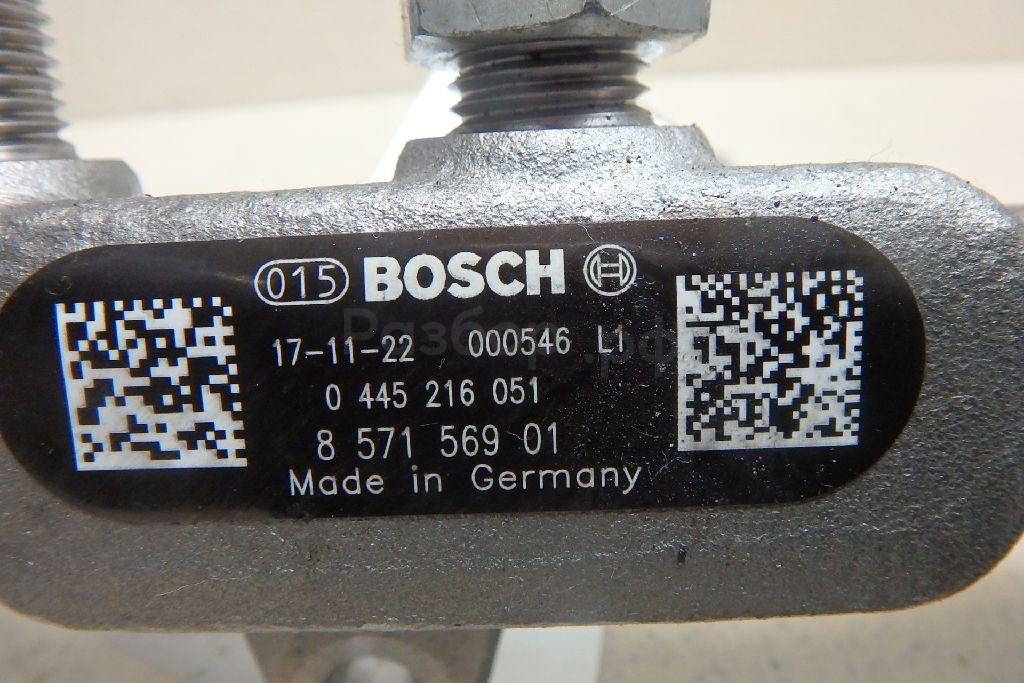 015 BOSCH
17-11-22 000546 L1
0 445 216 051
8 571 569 01
Made in Germany